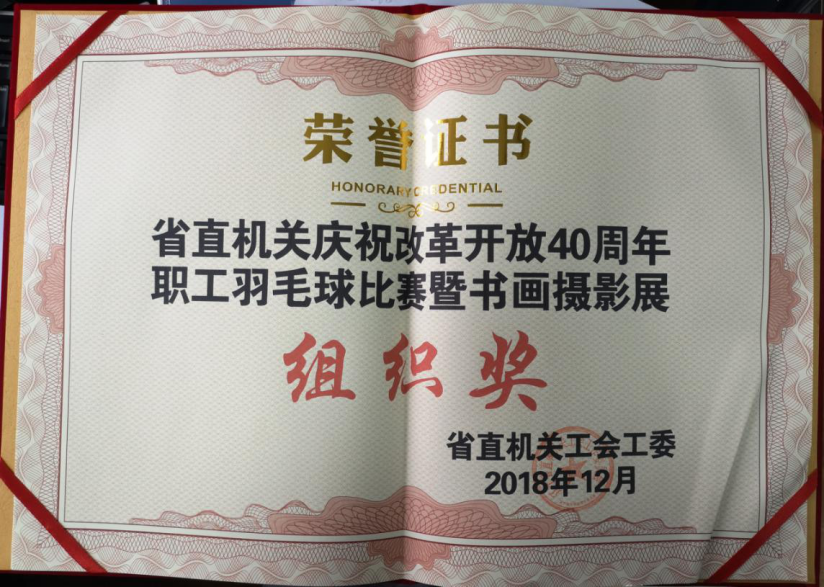 荣誉证书
HONORARY CREDENTIAL
省直机关庆祝改革开放40周年
职工羽毛球比赛暨书画摄影展
组织奖
省直机关工会工委
2018年12月